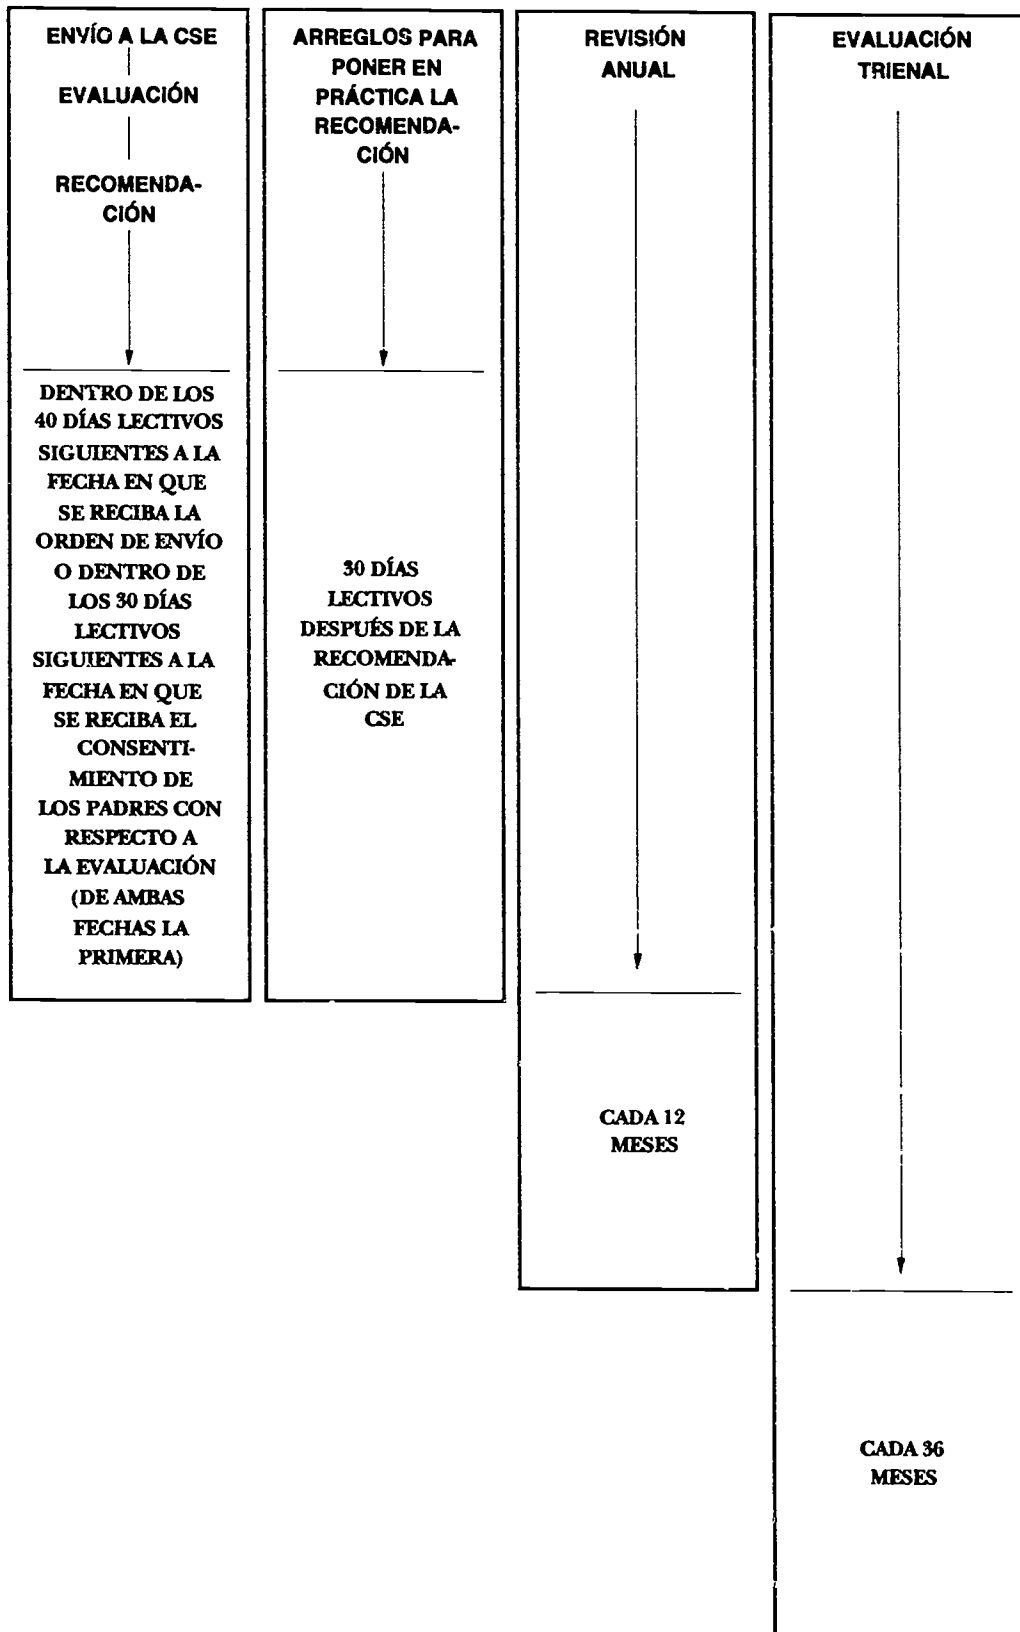 ENVÍO A LA CSE
EVALUACIÓN
RECOMENDA-
CIÓN
DENTRO DE LOS
40 DÍAS LECTIVOS
SIGUIENTES A LA
FECHA EN QUE
SE RECIBA LA
ORDEN DE ENVÍO
O DENTRO DE
LOS 30 DÍAS
LECTIVOS
SIGUIENTES A LA
FECHA EN QUE
SE RECIBA EL
CONSENTI-
MIENTO DE
LOS PADRES CON
RESPECTO A
LA EVALUACIÓN
(DE AMBAS
FECHAS LA
PRIMERA)
ARREGLOS PARA
PONER EN
PRÁCTICA LA
RECOMENDA-
CIÓN
30 DÍAS
LECTIVOS
DESPUÉS DE LA
RECOMENDA-
CIÓN DE LA
CSE
REVISIÓN
ANUAL
CADA 12
MESES
EVALUACIÓN
TRIENAL
CADA 36
MESES